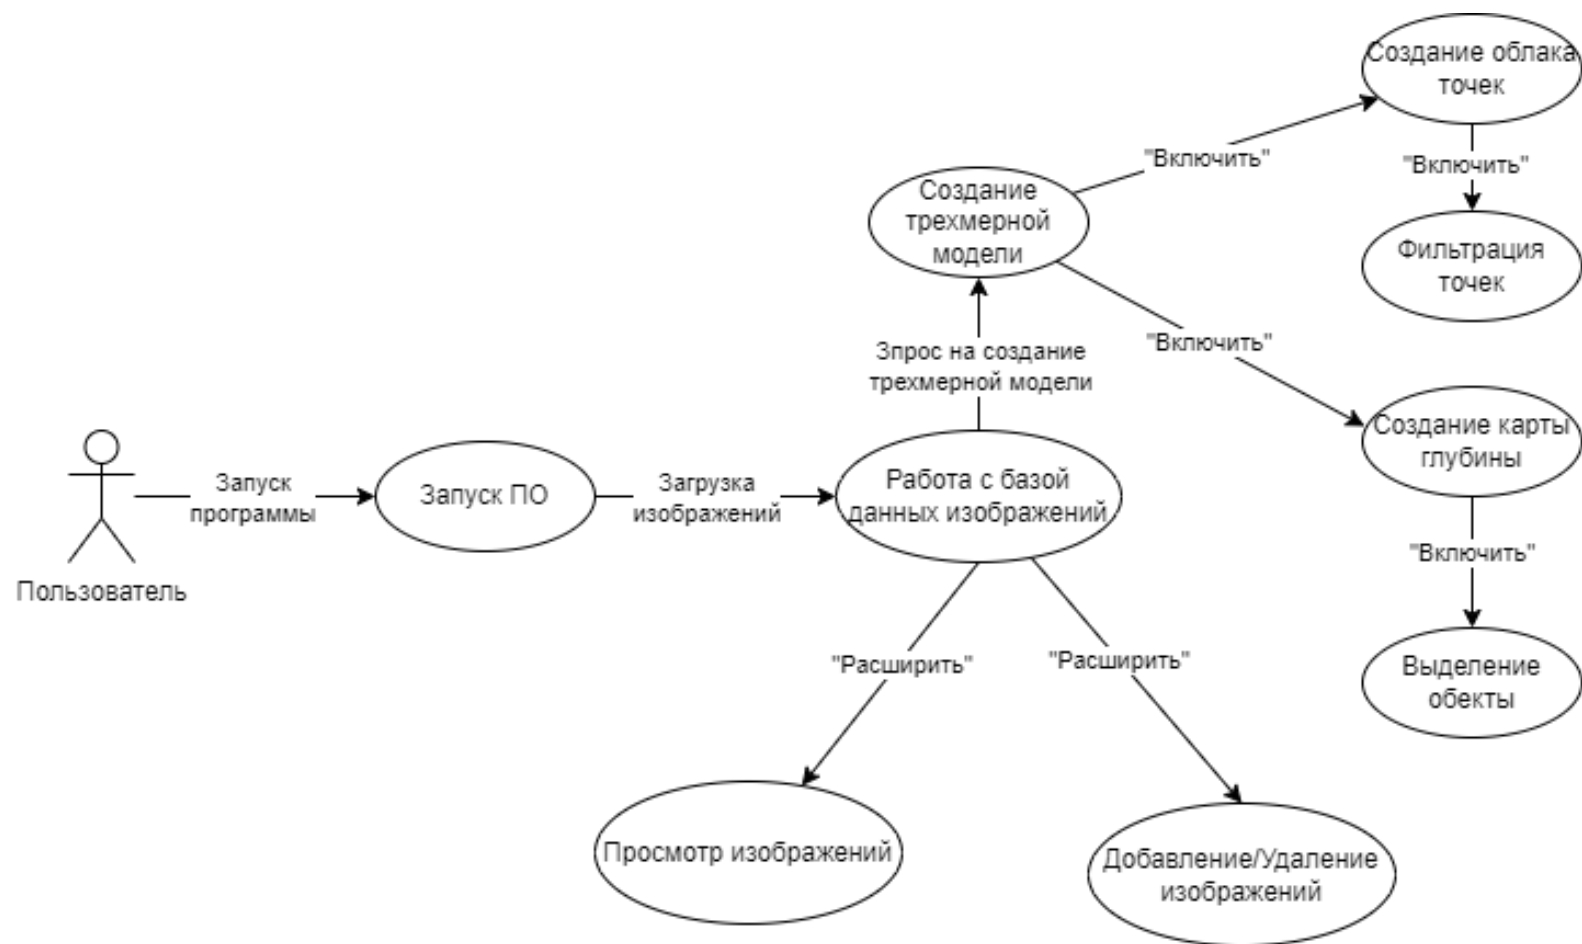 Создание облака
точек
"Включить"
"Включить"
Создание
трехмерной
модели
Фильтрация
точек
"Включить"
Зпрос на создание
трехмерной модели
Создание карты
глубины
Запуск
программы
Запуск ПО
Загрузка
изображений
Работа с базой
данных изображений
"Включить"
Пользователь
"Расширить"
"Расширить"
Выделение
обекты
Просмотр изображений
Добавление/Удаление
изображений